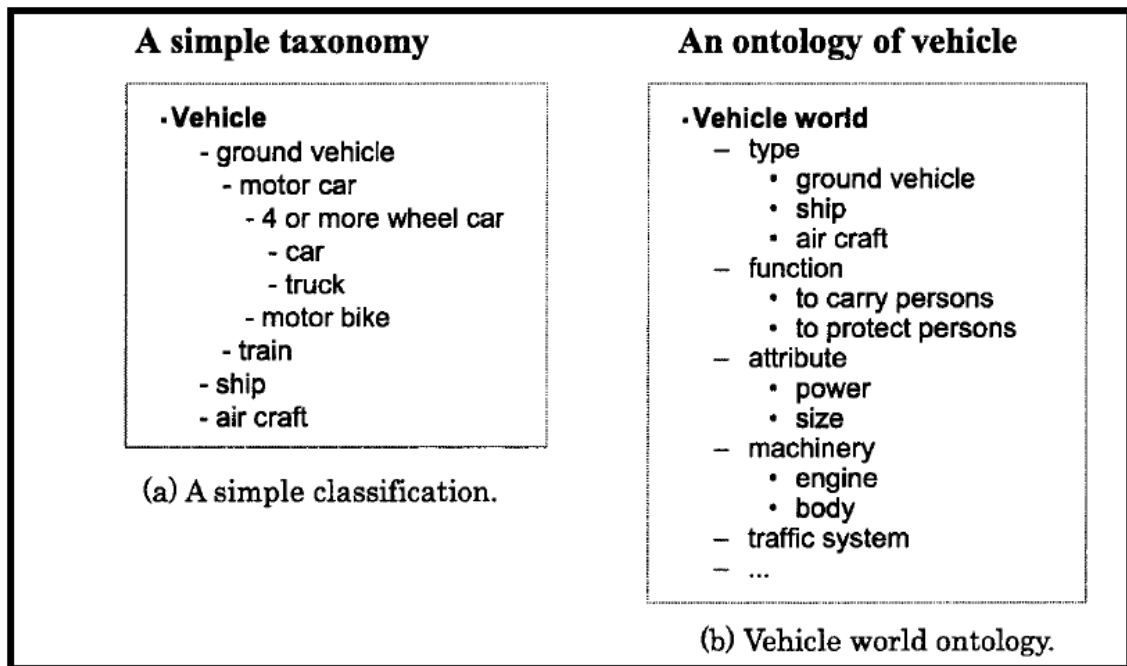 A simple taxonomy
·Vehicle
- ground vehicle
- motor car
- 4 or more wheel car
- car
- truck
- motor bike
- train
- ship
- air craft
(a) A simple classification.
An ontology of vehicle
·Vehicle world
– type
• ground vehicle
• ship
• air craft
– function
• to carry persons
• to protect persons
– attribute
• power
• size
– machinery
• engine
• body
– traffic system
– ...
(b) Vehicle world ontology.